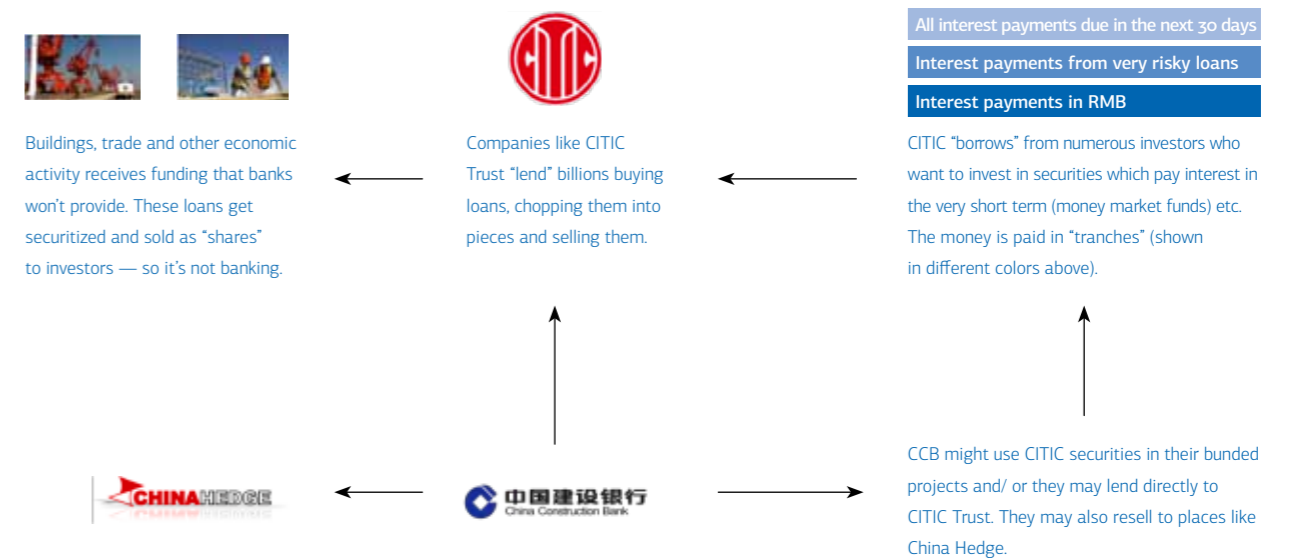 CITIC
All interest payments due in the next 30 days
Interest payments from very risky loans
Interest payments in RMB
Buildings, trade and other economic
activity receives funding that banks
won’t provide. These loans get
securitized and sold as “shares”
to investors — so it’s not banking.
Companies like CITIC
Trust “lend” billions buying
loans, chopping them into
pieces and selling them.
CITIC “borrows” from numerous investors who
want to invest in securities which pay interest in
the very short term (money market funds) etc.
The money is paid in “tranches” (shown
in different colors above).
CHINAHEDGE
中国建设银行
China Construction Bank
CCB might use CITIC securities in their bunded
projects and/ or they may lend directly to
CITIC Trust. They may also resell to places like
China Hedge.